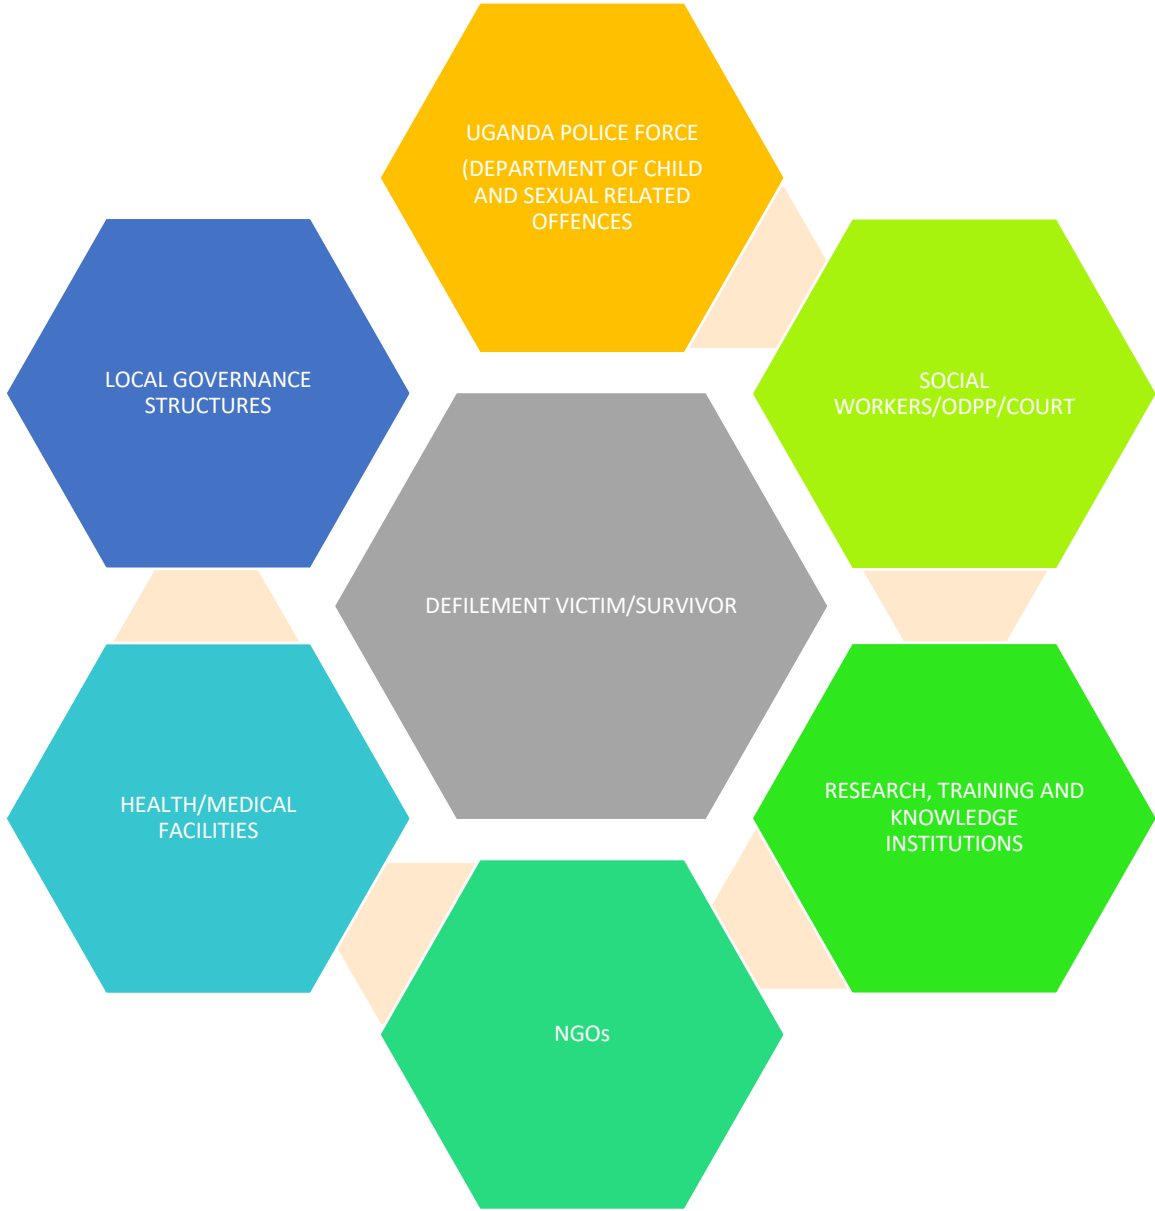 UGANDA POLICE FORCE
(DEPARTMENT OF CHILD
AND SEXUAL RELATED
OFFENCES
LOCAL GOVERNANCE
STRUCTURES
SOCIAL
WORKERS/ODPP/COURT
DEFILEMENT VICTIM/SURVIVOR
HEALTH/MEDICAL
FACILITIES
RESEARCH, TRAINING AND
KNOWLEDGE
INSTITUTIONS
NGOs